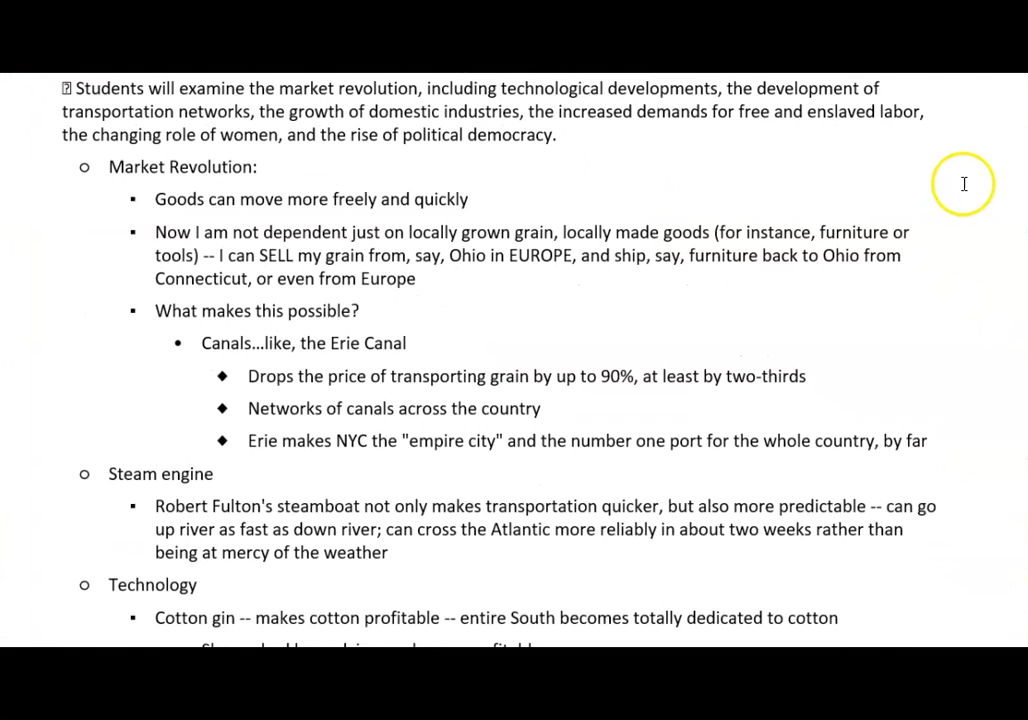 Students will examine the market revolution, including technological developments, the development of
transportation networks, the growth of domestic industries, the increased demands for free and enslaved labor,
the changing role of women, and the rise of political democracy.
o Market Revolution:
▪ Goods can move more freely and quickly
▪ Now I am not dependent just on locally grown grain, locally made goods (for instance, furniture or
tools) -- I can SELL my grain from, say, Ohio in EUROPE, and ship, say, furniture back to Ohio from
Connecticut, or even from Europe
▪ What makes this possible?
• Canals...like, the Erie Canal
◆ Drops the price of transporting grain by up to 90%, at least by two-thirds
◆ Networks of canals across the country
◆ Erie makes NYC the "empire city" and the number one port for the whole country, by far
o Steam engine
▪ Robert Fulton's steamboat not only makes transportation quicker, but also more predictable -- can go
up river as fast as down river; can cross the Atlantic more reliably in about two weeks rather than
being at mercy of the weather
o Technology
▪ Cotton gin -- makes cotton profitable -- entire South becomes totally dedicated to cotton